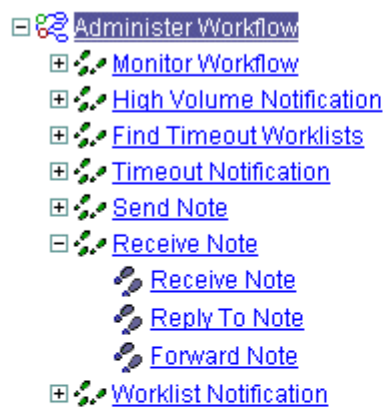 Administer Workflow
Monitor Workflow
High Volume Notification
Find Timeout Worklists
Timeout Notification
Send Note
Receive Note
Receive Note
Reply To Note
Forward Note
Worklist Notification